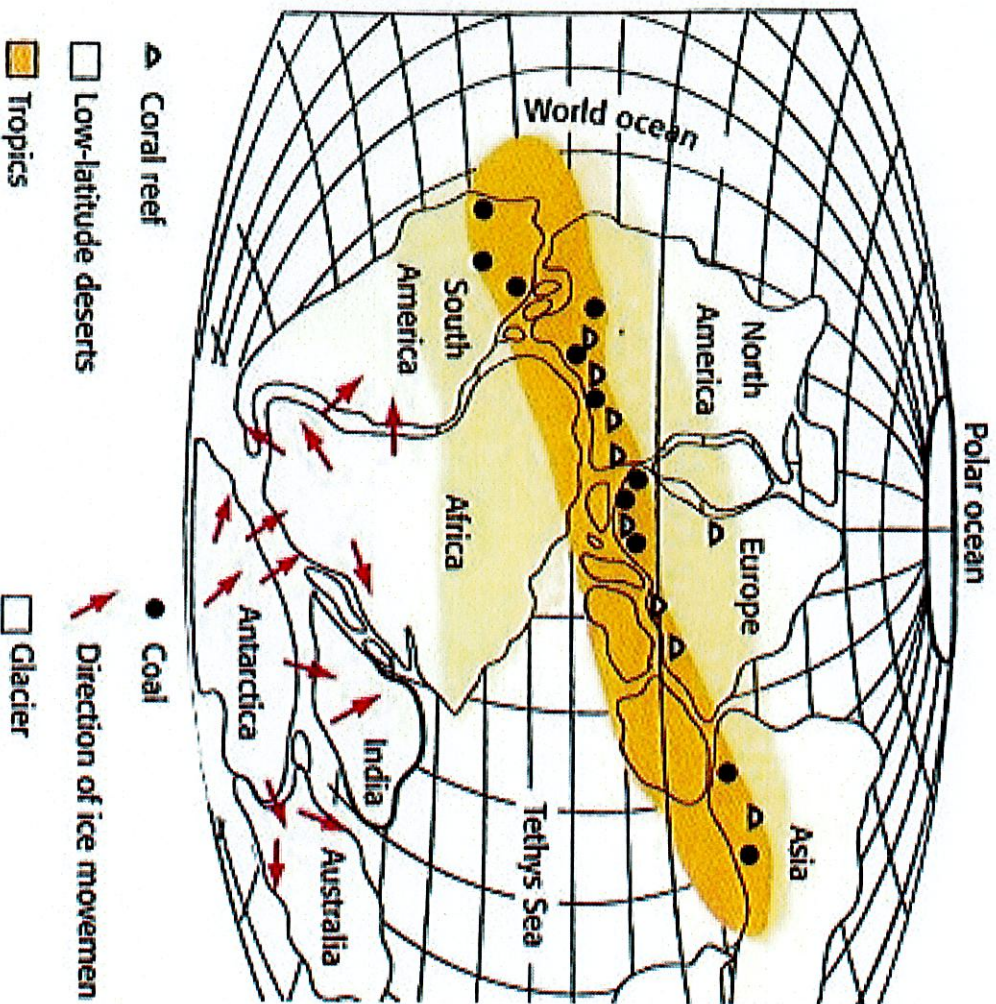 Polar ocean
North
America
Europe
Asia
World ocean
South
America
Africa
Tethys Sea
India
Australia
Antarctica
Coral reef
Low-latitude deserts
Tropics
Coal
Direction of ice movemen
Glacier